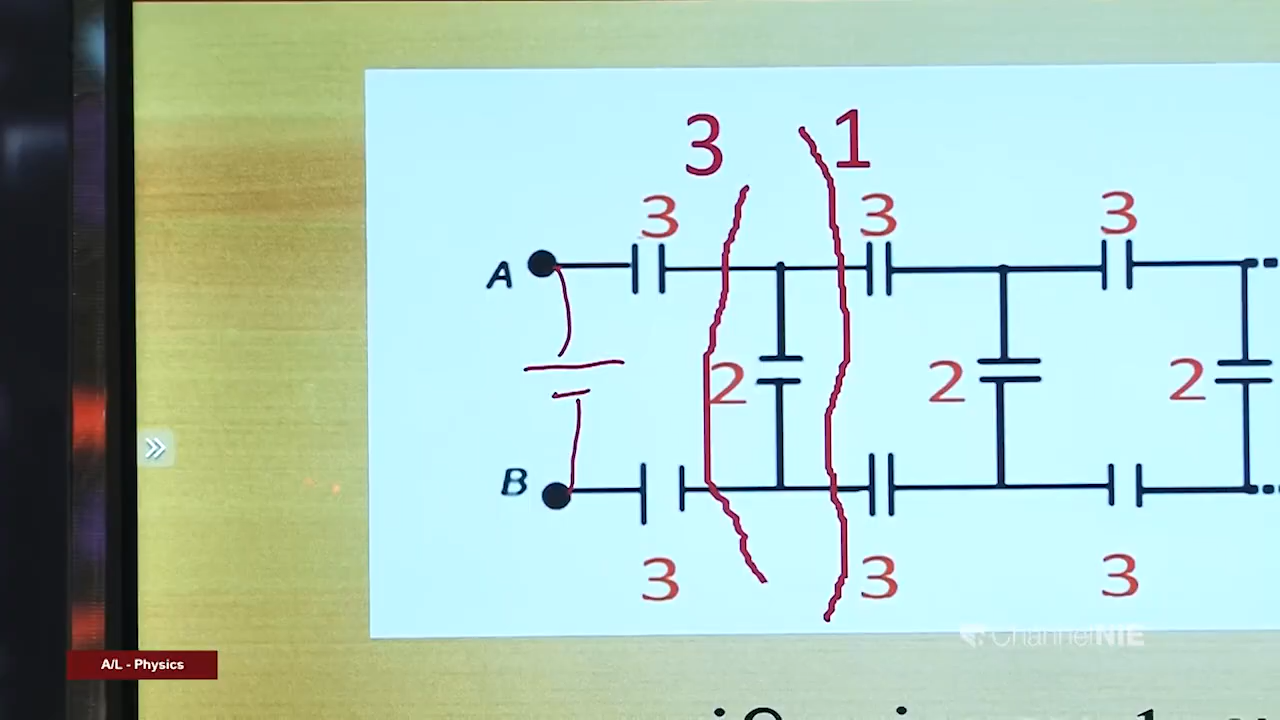 3 1
3 3 3
A
2 2 2
B
3 3 3
ChannelNIE
A/L - Physics